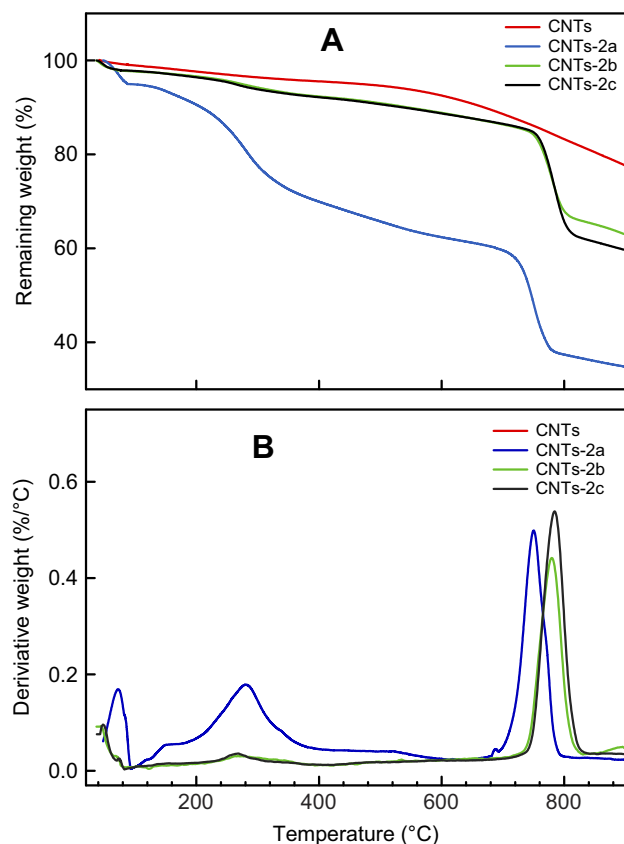 A
CNTs
CNTs-2a
CNTs-2b
CNTs-2c
100
80
60
40
Remaining weight (%)
B
CNTs
CNTs-2a
CNTs-2b
CNTs-2c
0.6
0.4
0.2
0.0
Deriviative weight (%/°C)
200 400 600 800
Temperature (°C)